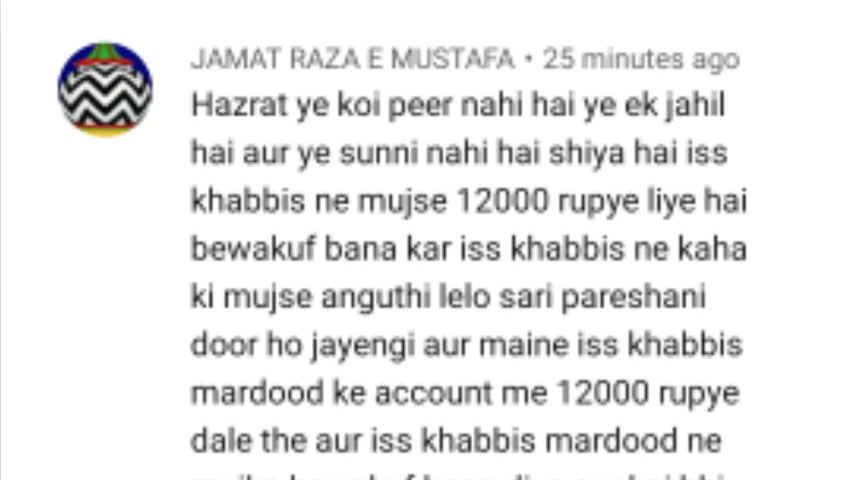 JAMAT RAZA E MUSTAFA • 25 minutes ago
Hazrat ye koi peer nahi hai ye ek jahil
hai aur ye sunni nahi hai shiya hai iss
khabbis ne mujse 12000 rupye liye hai
bewakuf bana kar iss khabbis ne kaha
ki mujse anguthi lelo sari pareshani
door ho jayengi aur maine iss khabbis
mardood ke account me 12000 rupye
dale the aur iss khabbis mardood ne